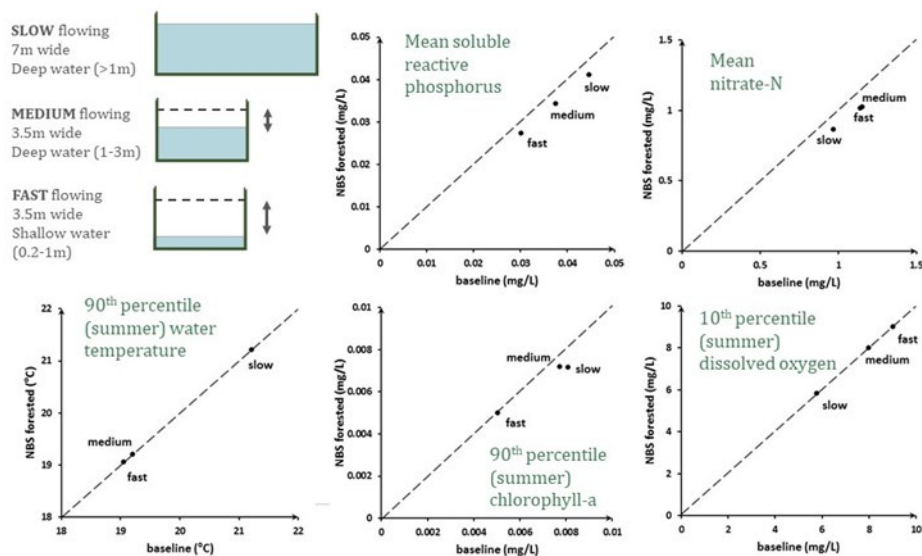 SLOW flowing
7m wide
Deep water (>1m)
MEDIUM flowing
3.5m wide
Deep water (1-3m)
FAST flowing
3.5m wide
Shallow water
(0.2-1m)
Mean soluble
reactive
phosphorus
NBS forested (mg/L)
0.05
0.04
0.03
0.02
0.01
0
slow
medium
fast
0
0.01
0.02
0.03
0.04
0.05
baseline (mg/L)
Mean
nitrate-N
NBS forested (mg/L)
1.5
1
0.5
0
medium
fast
slow
0
0.5
1
1.5
baseline (mg/L)
90th percentile
(summer) water
temperature
NBS forested (°C)
22
21
20
19
18
slow
medium
fast
18
19
20
21
22
baseline (°C)
NBS forested (mg/L)
0.01
0.008
0.006
0.004
0.002
0
medium
slow
fast
90th percentile
(summer)
chlorophyll-a
0
0.002
0.004
0.006
0.008
0.01
baseline (mg/L)
10th percentile
(summer)
dissolved oxygen
NBS forested (mg/L)
10
8
6
4
2
0
fast
medium
slow
0
2
4
6
8
10
baseline (mg/L)